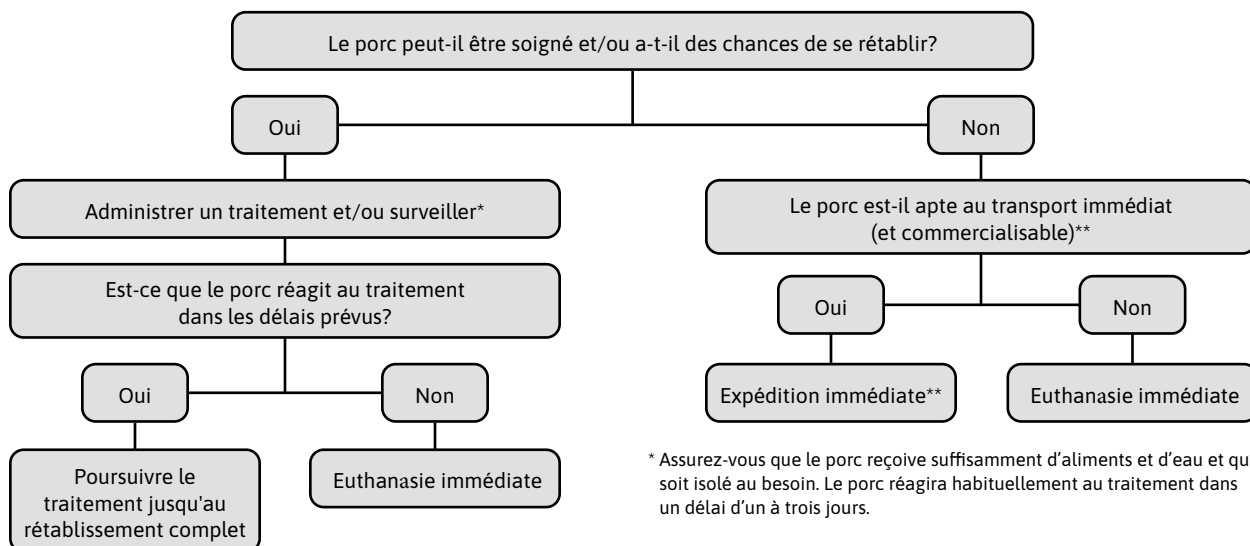 Le porc peut-il être soigné et/ou a-t-il des chances de se rétablir?
Oui
Non
Administrer un traitement et/ou surveiller*
Le porc est-il apte au transport immédiat
(et commercialisable)**
Est-ce que le porc réagit au traitement
dans les délais prévus?
Oui
Non
Oui
Non
Expédition immédiate**
Euthanasie immédiate
Poursuivre le
traitement jusqu'au
rétablissement complet
Euthanasie immédiate
* Assurez-vous que le porc reçoive suffisamment d’aliments et d’eau et qu
soit isolé au besoin. Le porc réagira habituellement au traitement dans
un délai d’un à trois jours.